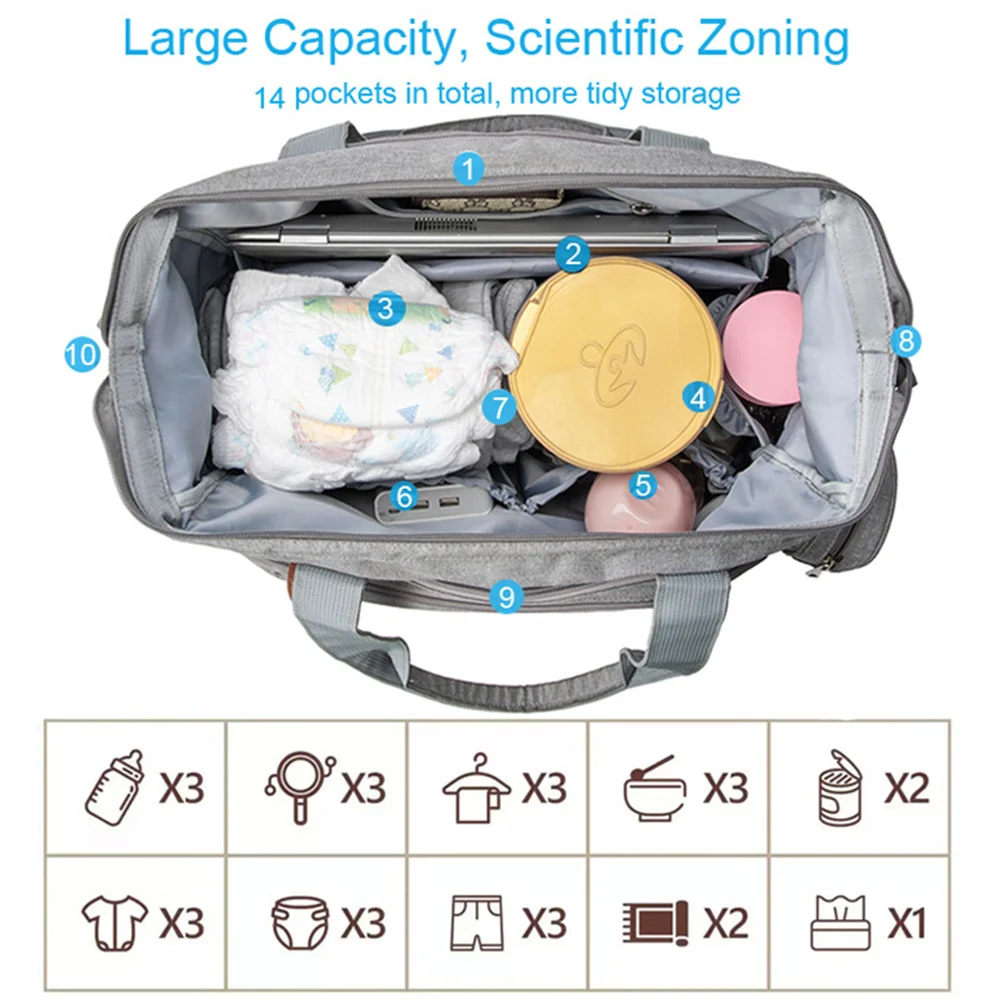 Large Capacity, Scientific Zoning
14 pockets in total, more tidy storage
1
2
3
10
8
4
7
6
5
9
X3 X3 X3 X3 X2
X3 X3 X3 X2 X1